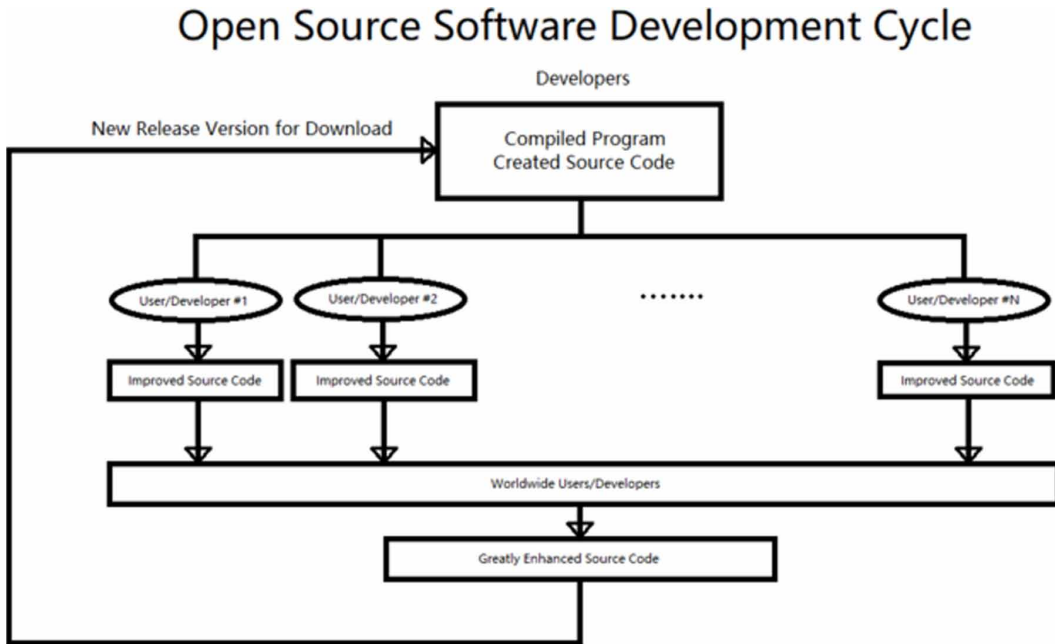 Open Source Software Development Cycle
Developers
New Release Version for Download
Compiled Program
Created Source Code
User/Developer #1
User/Developer #2
.......
User/Developer #N
Improved Source Code
Improved Source Code
Improved Source Code
Worldwide Users/Developers
Greatly Enhanced Source Code